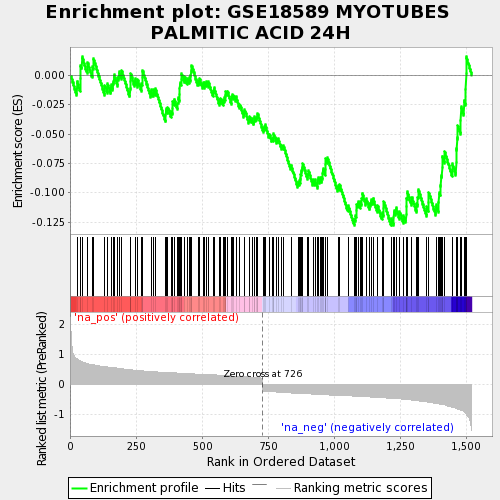 Enrichment plot: GSE18589 MYOTUBES
PALMITIC ACID 24H
Enrichment score (ES)
0.000
-0.025
-0.050
-0.075
-0.100
-0.125
'na_pos' (positively correlated)
Ranked list metric (PreRanked)
2
1
0
-1
Zero cross at 726
'na_neg' (negatively correlated)
0
250
500
750
1,000
1,250
1,500
Rank in Ordered Dataset
Enrichment profile
Hits
Ranking metric scores